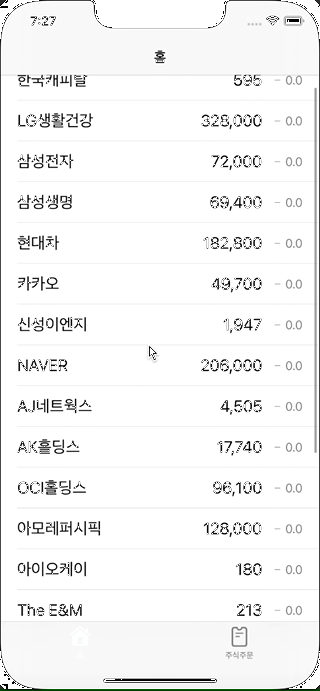 7:27
홈
한국캐피탈 595 - 0.0
LG생활건강 328,000 - 0.0
삼성전자 72,000 - 0.0
삼성생명 69,400 - 0.0
현대차 182,800 - 0.0
카카오 49,700 - 0.0
신성이엔지 1,947 - 0.0
NAVER 206,000 - 0.0
AJ네트웍스 4,505 - 0.0
AK홀딩스 17,740 - 0.0
OCI홀딩스 96,100 - 0.0
아모레퍼시픽 128,000 - 0.0
아이오케이 180 - 0.0
The E&M 213 - 0.0
주식주문